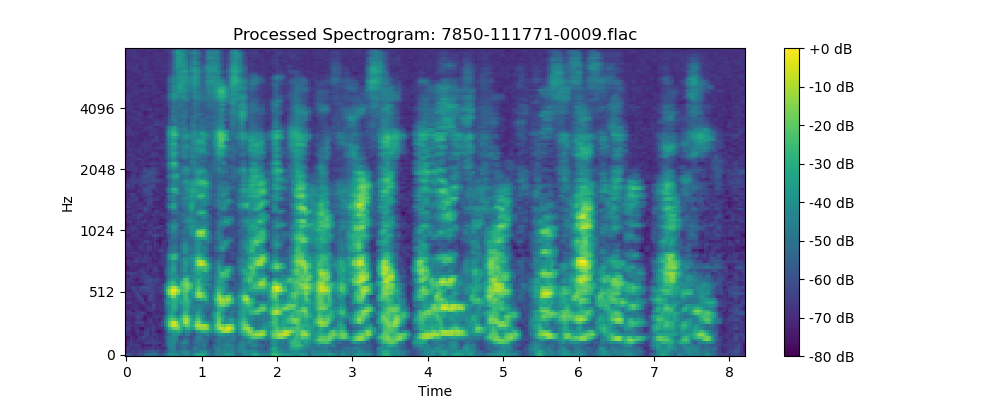 Processed Spectrogram: 7850-111771-0009.flac
Hz
4096
2048
1024
512
0
0 1 2 3 4 5 6 7 8
Time
+0 dB
-10 dB
-20 dB
-30 dB
-40 dB
-50 dB
-60 dB
-70 dB
-80 dB